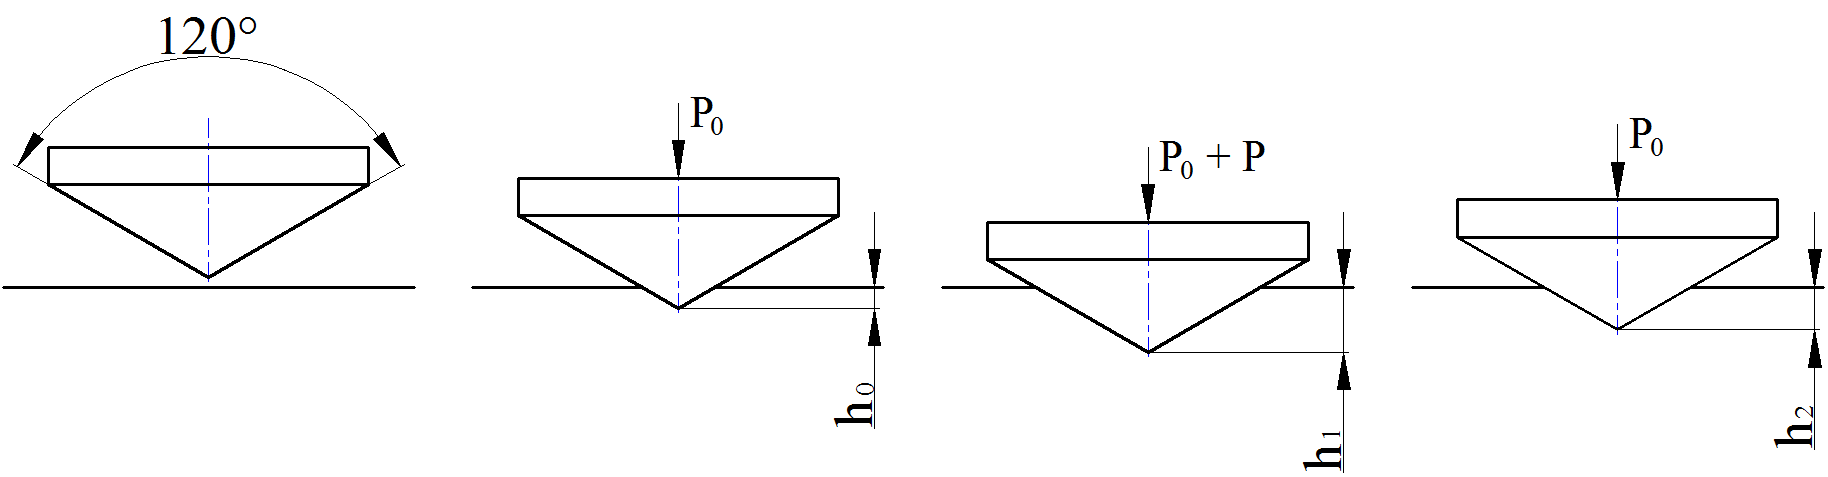 120°
P₀
h₀
P₀ + P
h₁
P₀
h₂